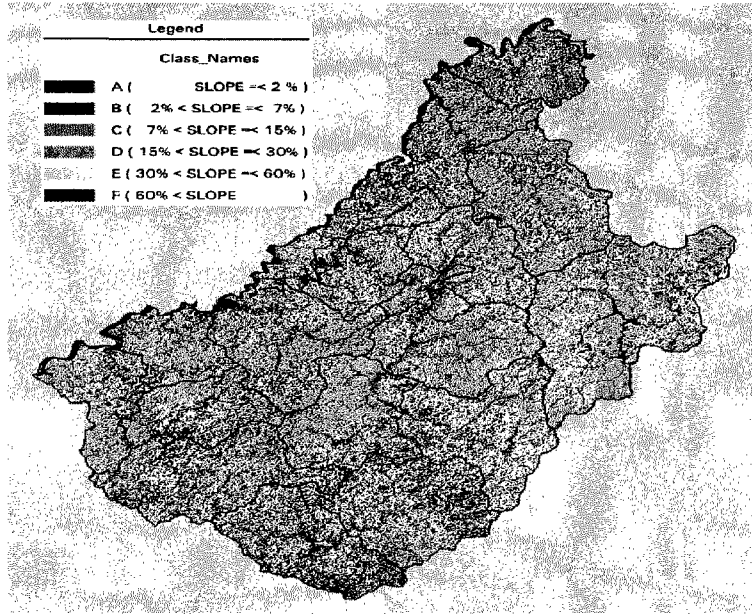 Legend
Class_Names
A ( SLOPE =< 2 % )
B ( 2% < SLOPE =< 7% )
C ( 7% < SLOPE =< 15% )
D ( 15% < SLOPE =< 30% )
E ( 30% < SLOPE =< 60% )
F ( 60% < SLOPE )